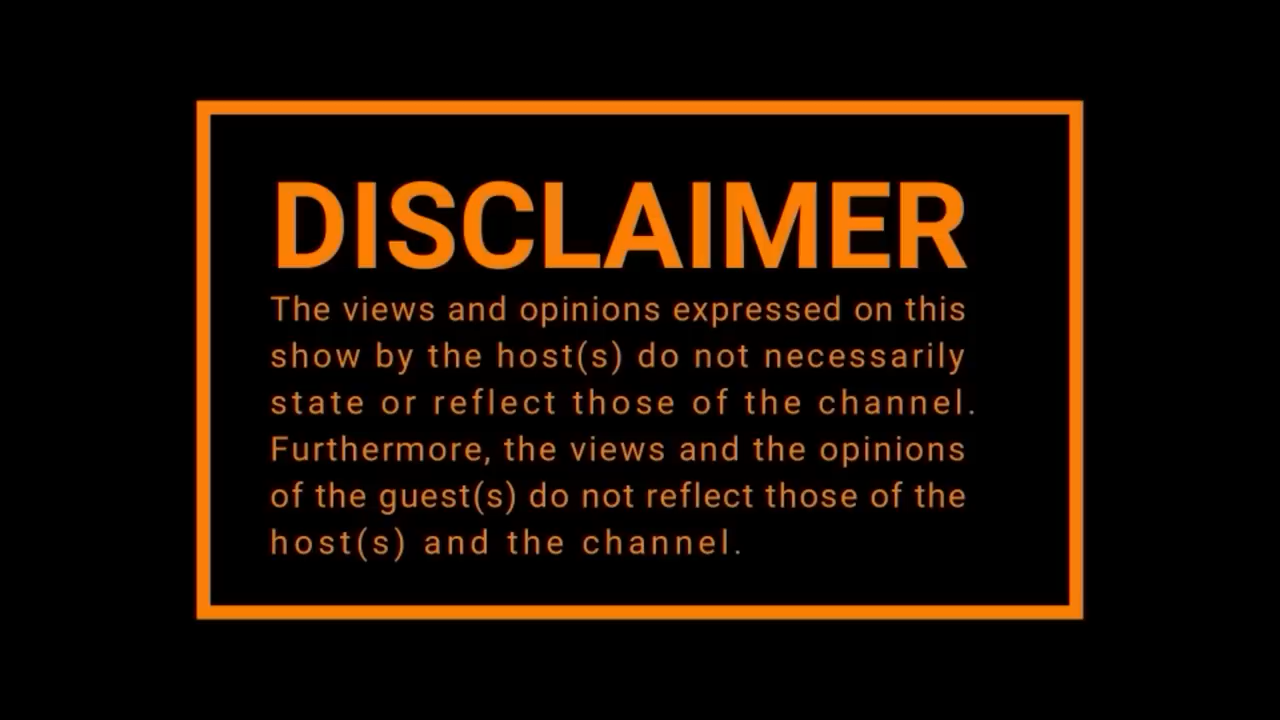 DISCLAIMER
The views and opinions expressed on this
show by the host(s) do not necessarily
state or reflect those of the channel.
Furthermore, the views and the opinions
of the guest(s) do not reflect those of the
host(s) and the channel.